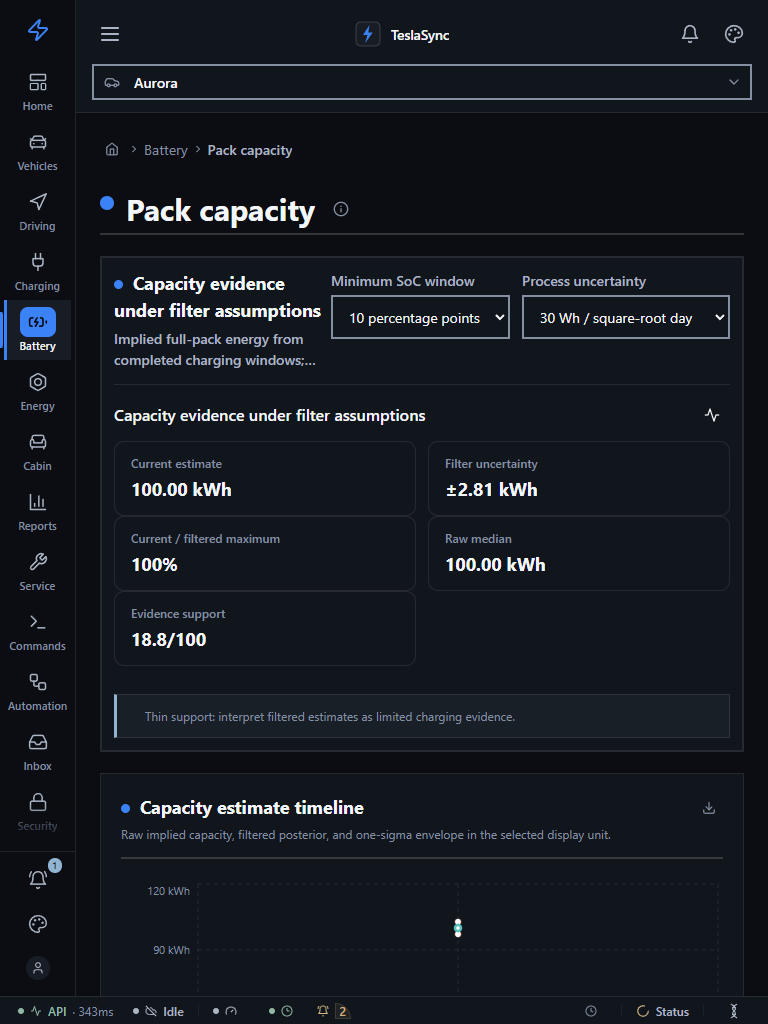 TeslaSync
Aurora
Home
Vehicles
Driving
Charging
Battery
Energy
Cabin
Reports
Service
Commands
Automation
Inbox
Security
1
Battery
Pack capacity
Pack capacity
Capacity evidence
under filter assumptions
Implied full-pack energy from
completed charging windows;...
Minimum SoC window
10 percentage points
Process uncertainty
30 Wh / square-root day
Capacity evidence under filter assumptions
Current estimate
100.00 kWh
Filter uncertainty
±2.81 kWh
Current / filtered maximum
100%
Raw median
100.00 kWh
Evidence support
18.8/100
Thin support: interpret filtered estimates as limited charging evidence.
Capacity estimate timeline
Raw implied capacity, filtered posterior, and one-sigma envelope in the selected display unit.
120 kWh
90 kWh
API · 343ms
Idle
2
Status